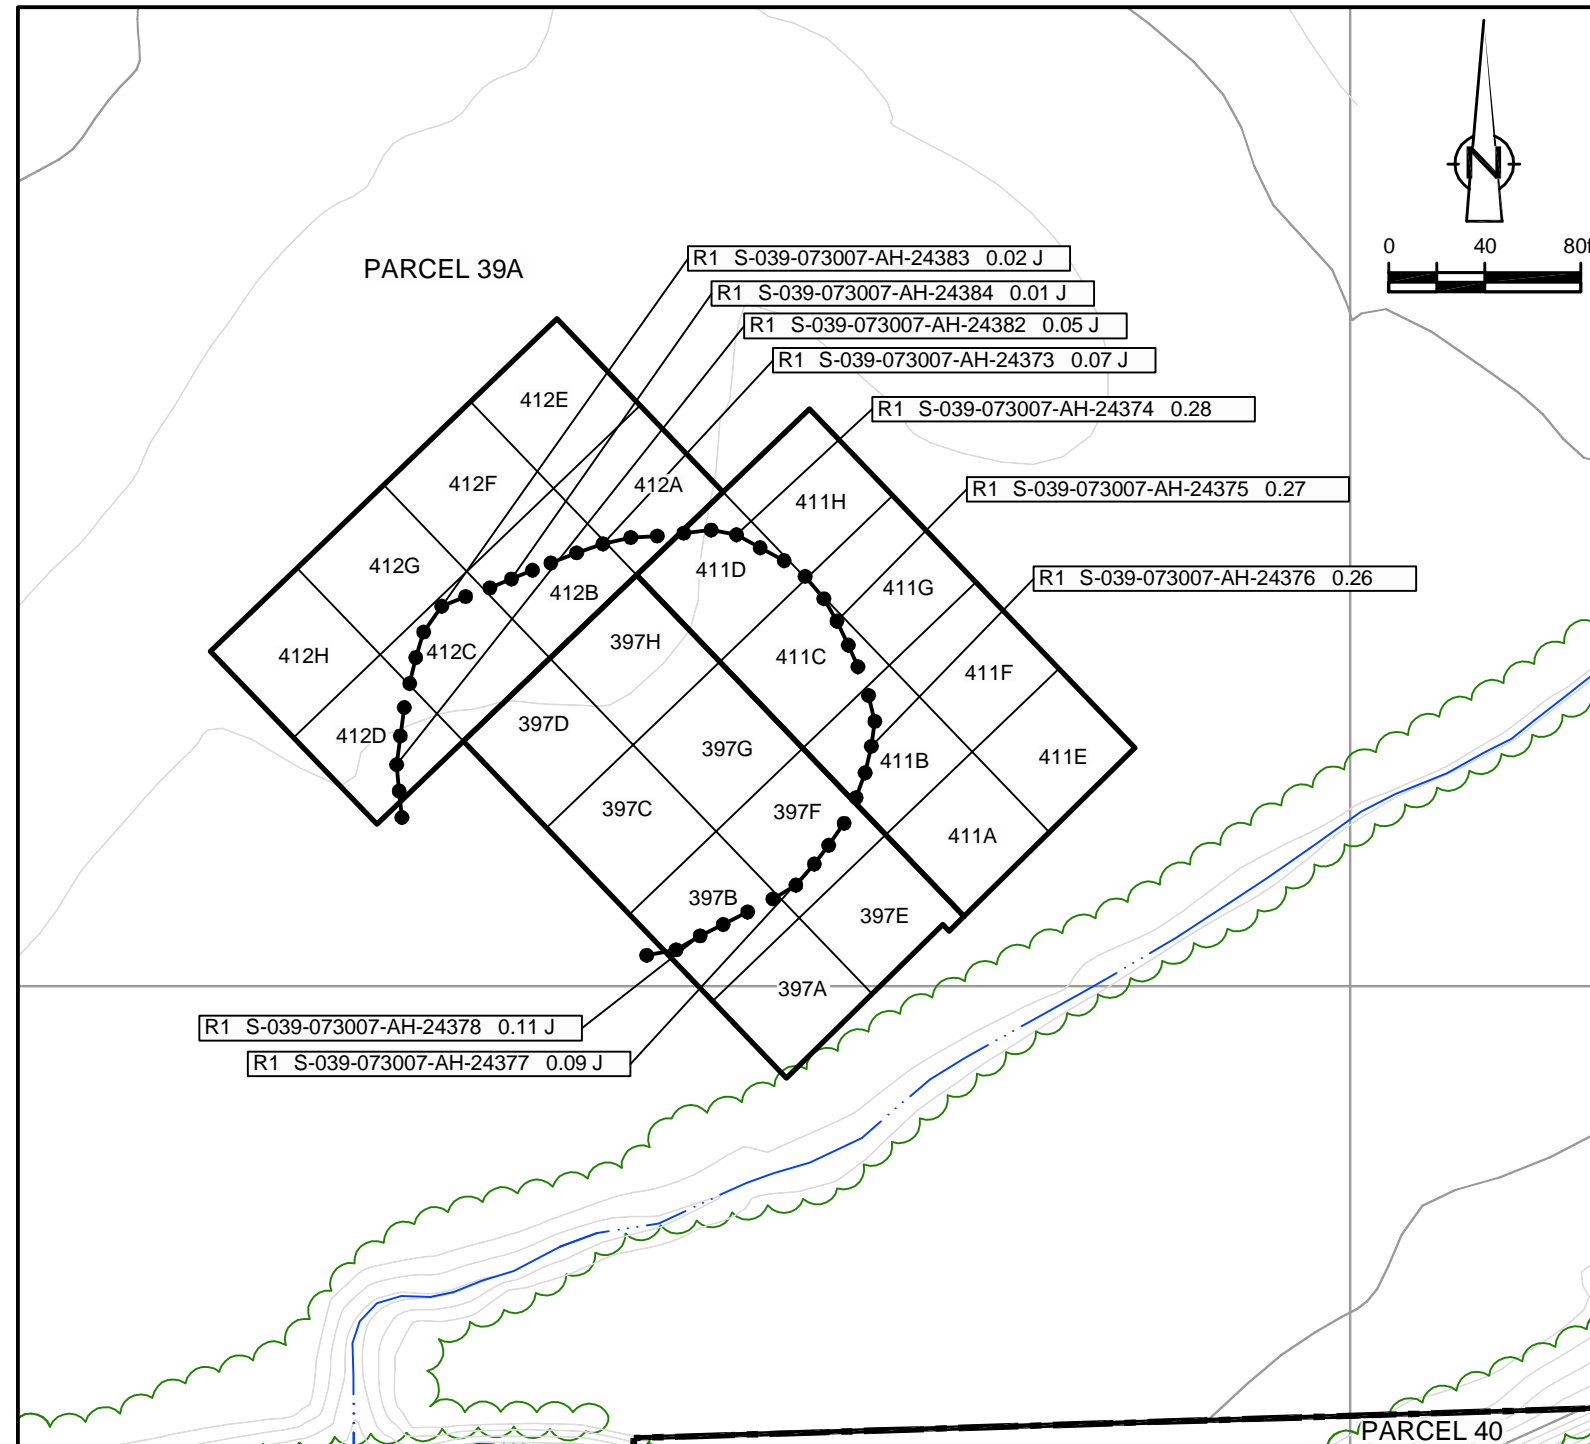 N
0 40 80f
PARCEL 39A
R1 S-039-073007-AH-24383 0.02 J
R1 S-039-073007-AH-24384 0.01 J
R1 S-039-073007-AH-24382 0.05 J
R1 S-039-073007-AH-24373 0.07 J
R1 S-039-073007-AH-24374 0.28
R1 S-039-073007-AH-24375 0.27
R1 S-039-073007-AH-24376 0.26
412E
412F
412A
411H
412G
411D
411G
412B
412H
412C
397H
411C
411F
412D
397D
397G
411B
411E
397C
397F
411A
397B
397E
397A
R1 S-039-073007-AH-24378 0.11 J
R1 S-039-073007-AH-24377 0.09 J
PARCEL 40